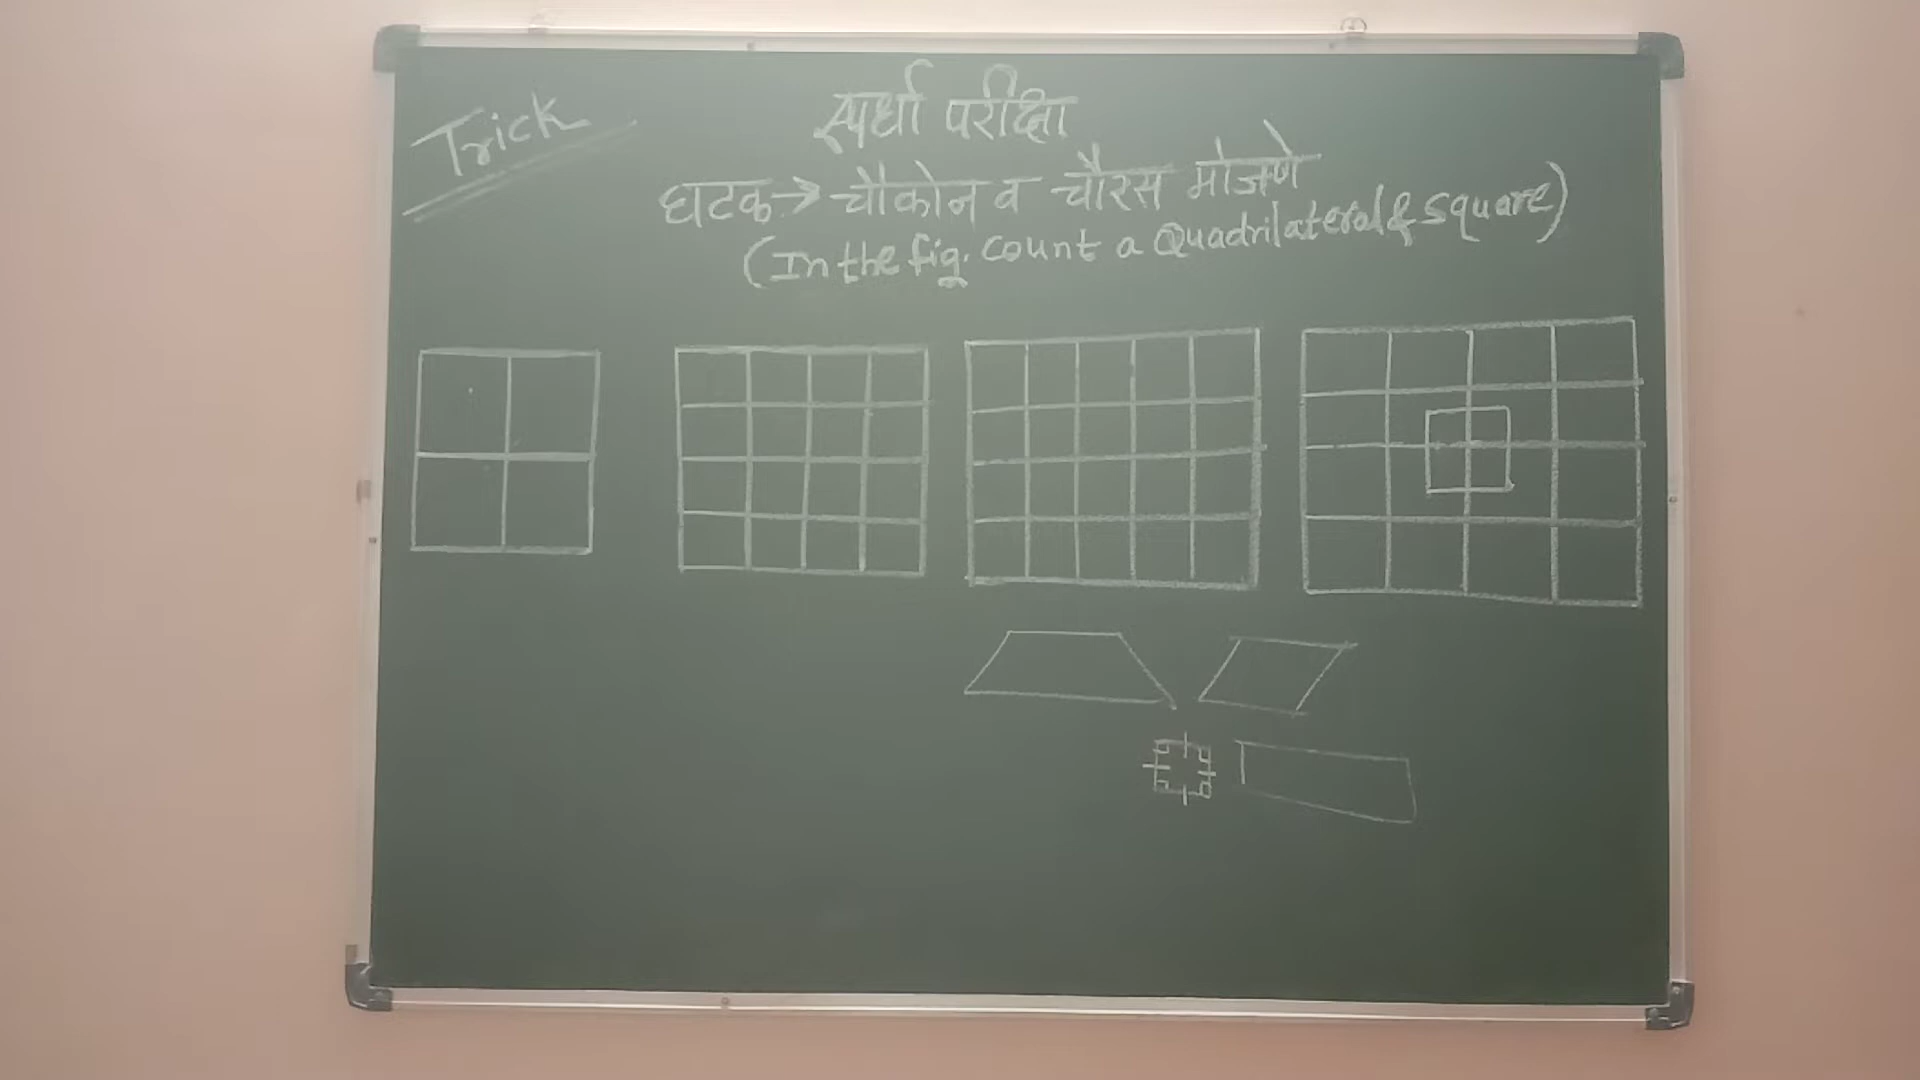 Trick
स्पर्धा परीक्षा
घटक→ चौकोन व चौरस मोजणे
(In the fig. count a Quadrilateral & square)